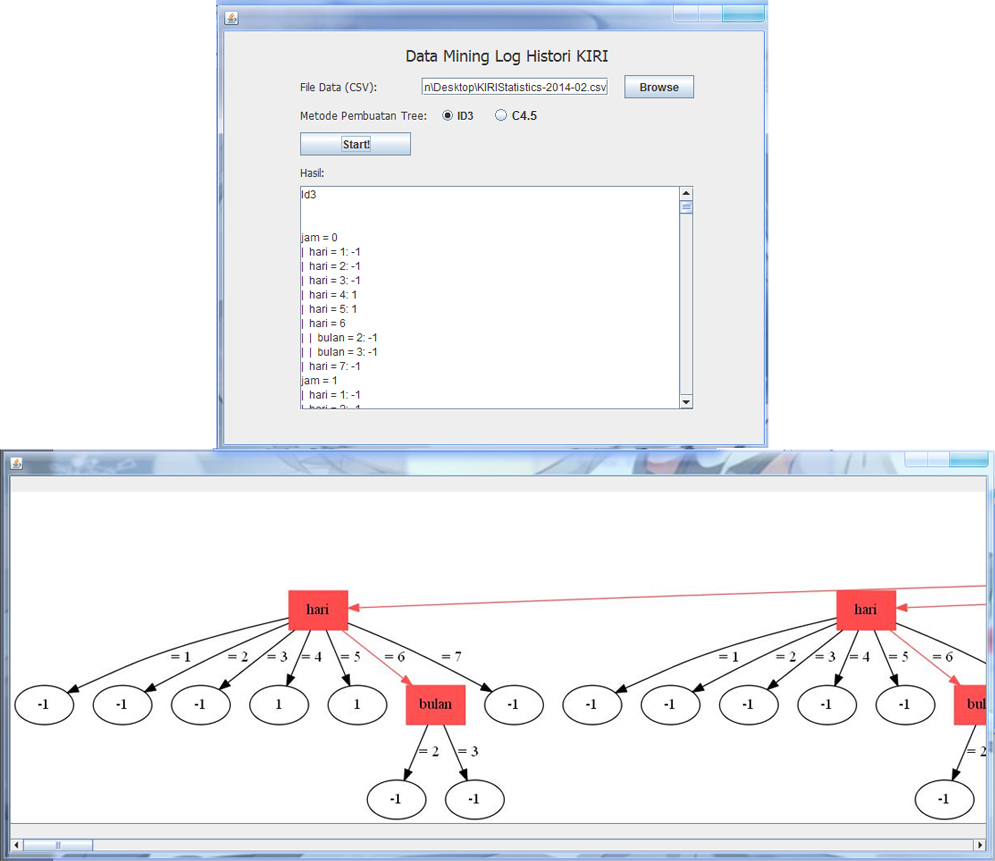 Data Mining Log Histori KIRI
File Data (CSV): n\Desktop\KIRIStatistics-2014-02.csv Browse
Metode Pembuatan Tree: ID3 C4.5
Start!
Hasil:
Id3
jam = 0
| hari = 1: -1
| hari = 2: -1
| hari = 3: -1
| hari = 4: 1
| hari = 5: 1
| hari = 6
| | bulan = 2: -1
| | bulan = 3: -1
| hari = 7: -1
jam = 1
| hari = 1: -1
| hari = 2: -1
hari hari
= 1 = 2 = 3 = 4 = 5 = 6 = 7 = 1 = 2 = 3 = 4 = 5 = 6
-1 -1 -1 1 1 bulan -1 -1 -1 -1 -1 -1 bul
= 2 = 3 = 2
-1 -1 -1